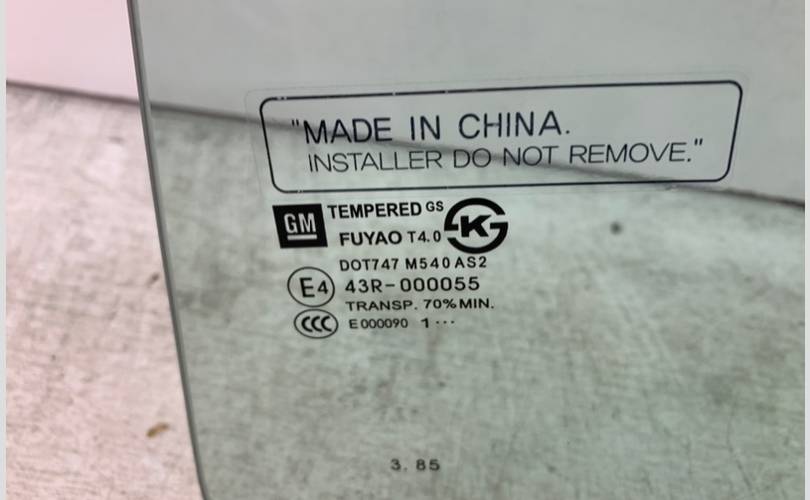 "MADE IN CHINA.
INSTALLER DO NOT REMOVE."
GM TEMPERED GS
FUYAO T4.0 K
DOT747 M540 AS2
E4 43R-000055
TRANSP. 70% MIN.
CCC E000090 1 ···
3. 85